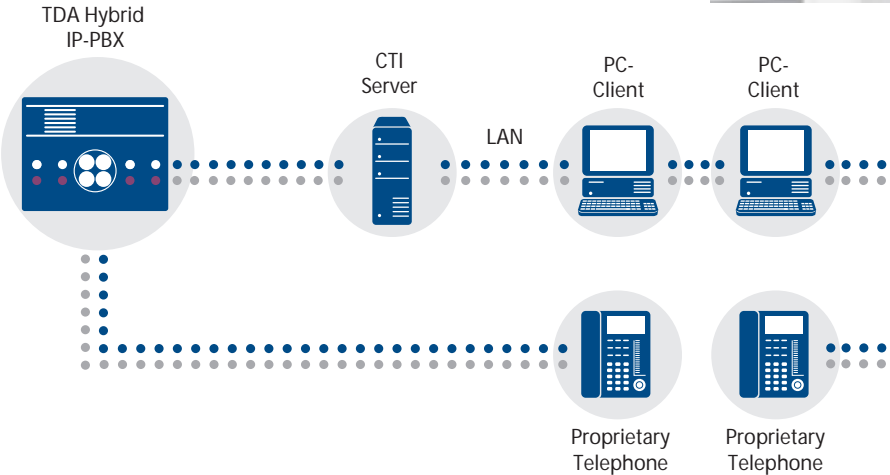 TDA Hybrid
IP-PBX
CTI
Server
LAN
PC-
Client
PC-
Client
Proprietary
Telephone
Proprietary
Telephone